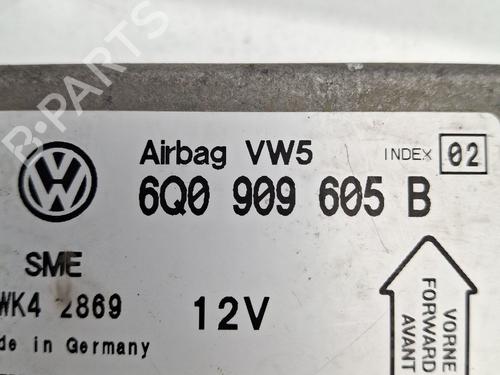 B-PARTS
Airbag VW5 INDEX 02
6Q0 909 605 B
SME
WK4 2869 12V
de in Germany
VORNE
FORWARD
AVANT